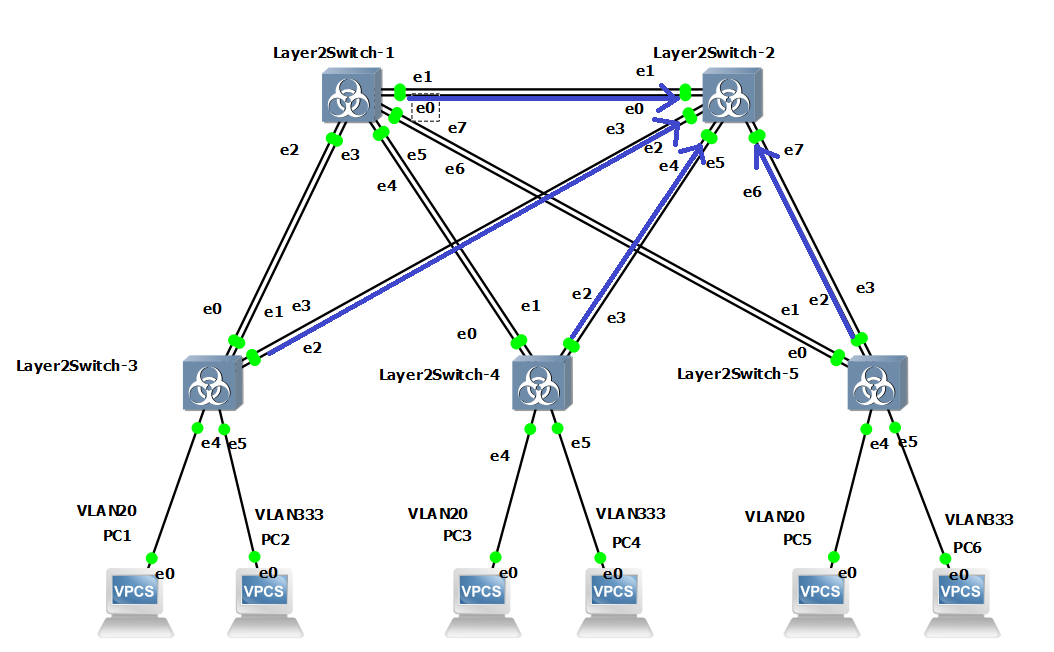 Layer2Switch-1
Layer2Switch-2
e1
e1
e0
e0
e7
e3
e2
e3
e5
e2
e5
e7
e6
e4
e4
e6
e0
e1
e3
e1
e2
e3
e2
e3
e1
e0
e2
e0
Layer2Switch-3
Layer2Switch-4
Layer2Switch-5
e4
e5
e4
e5
e4
e5
VLAN20
PC1
VLAN333
PC2
VLAN20
PC3
VLAN333
PC4
VLAN20
PC5
VLAN333
PC6
e0
e0
e0
e0
e0
e0
VPCS
VPCS
VPCS
VPCS
VPCS
VPCS